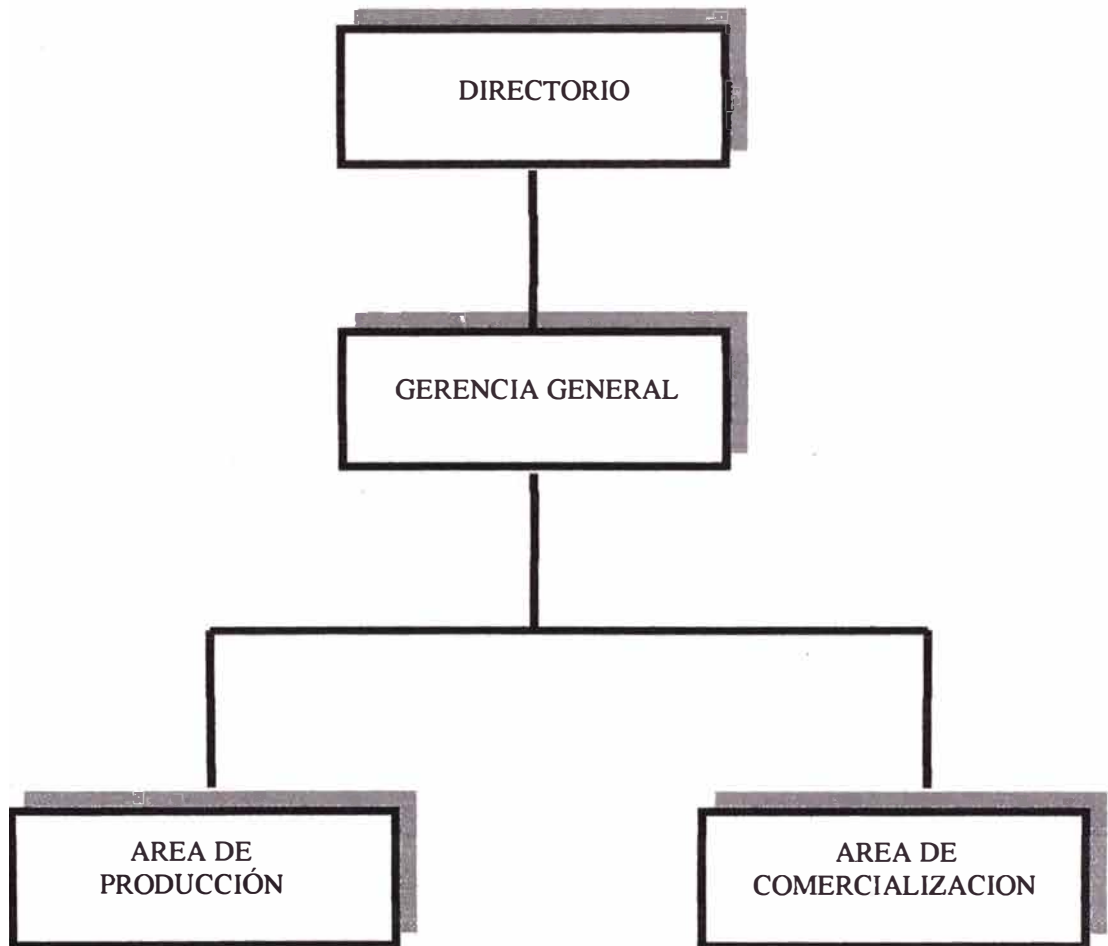 DIRECTORIO
GERENCIA GENERAL
AREA DE
PRODUCCIÓN
AREA DE
COMERCIALIZACION